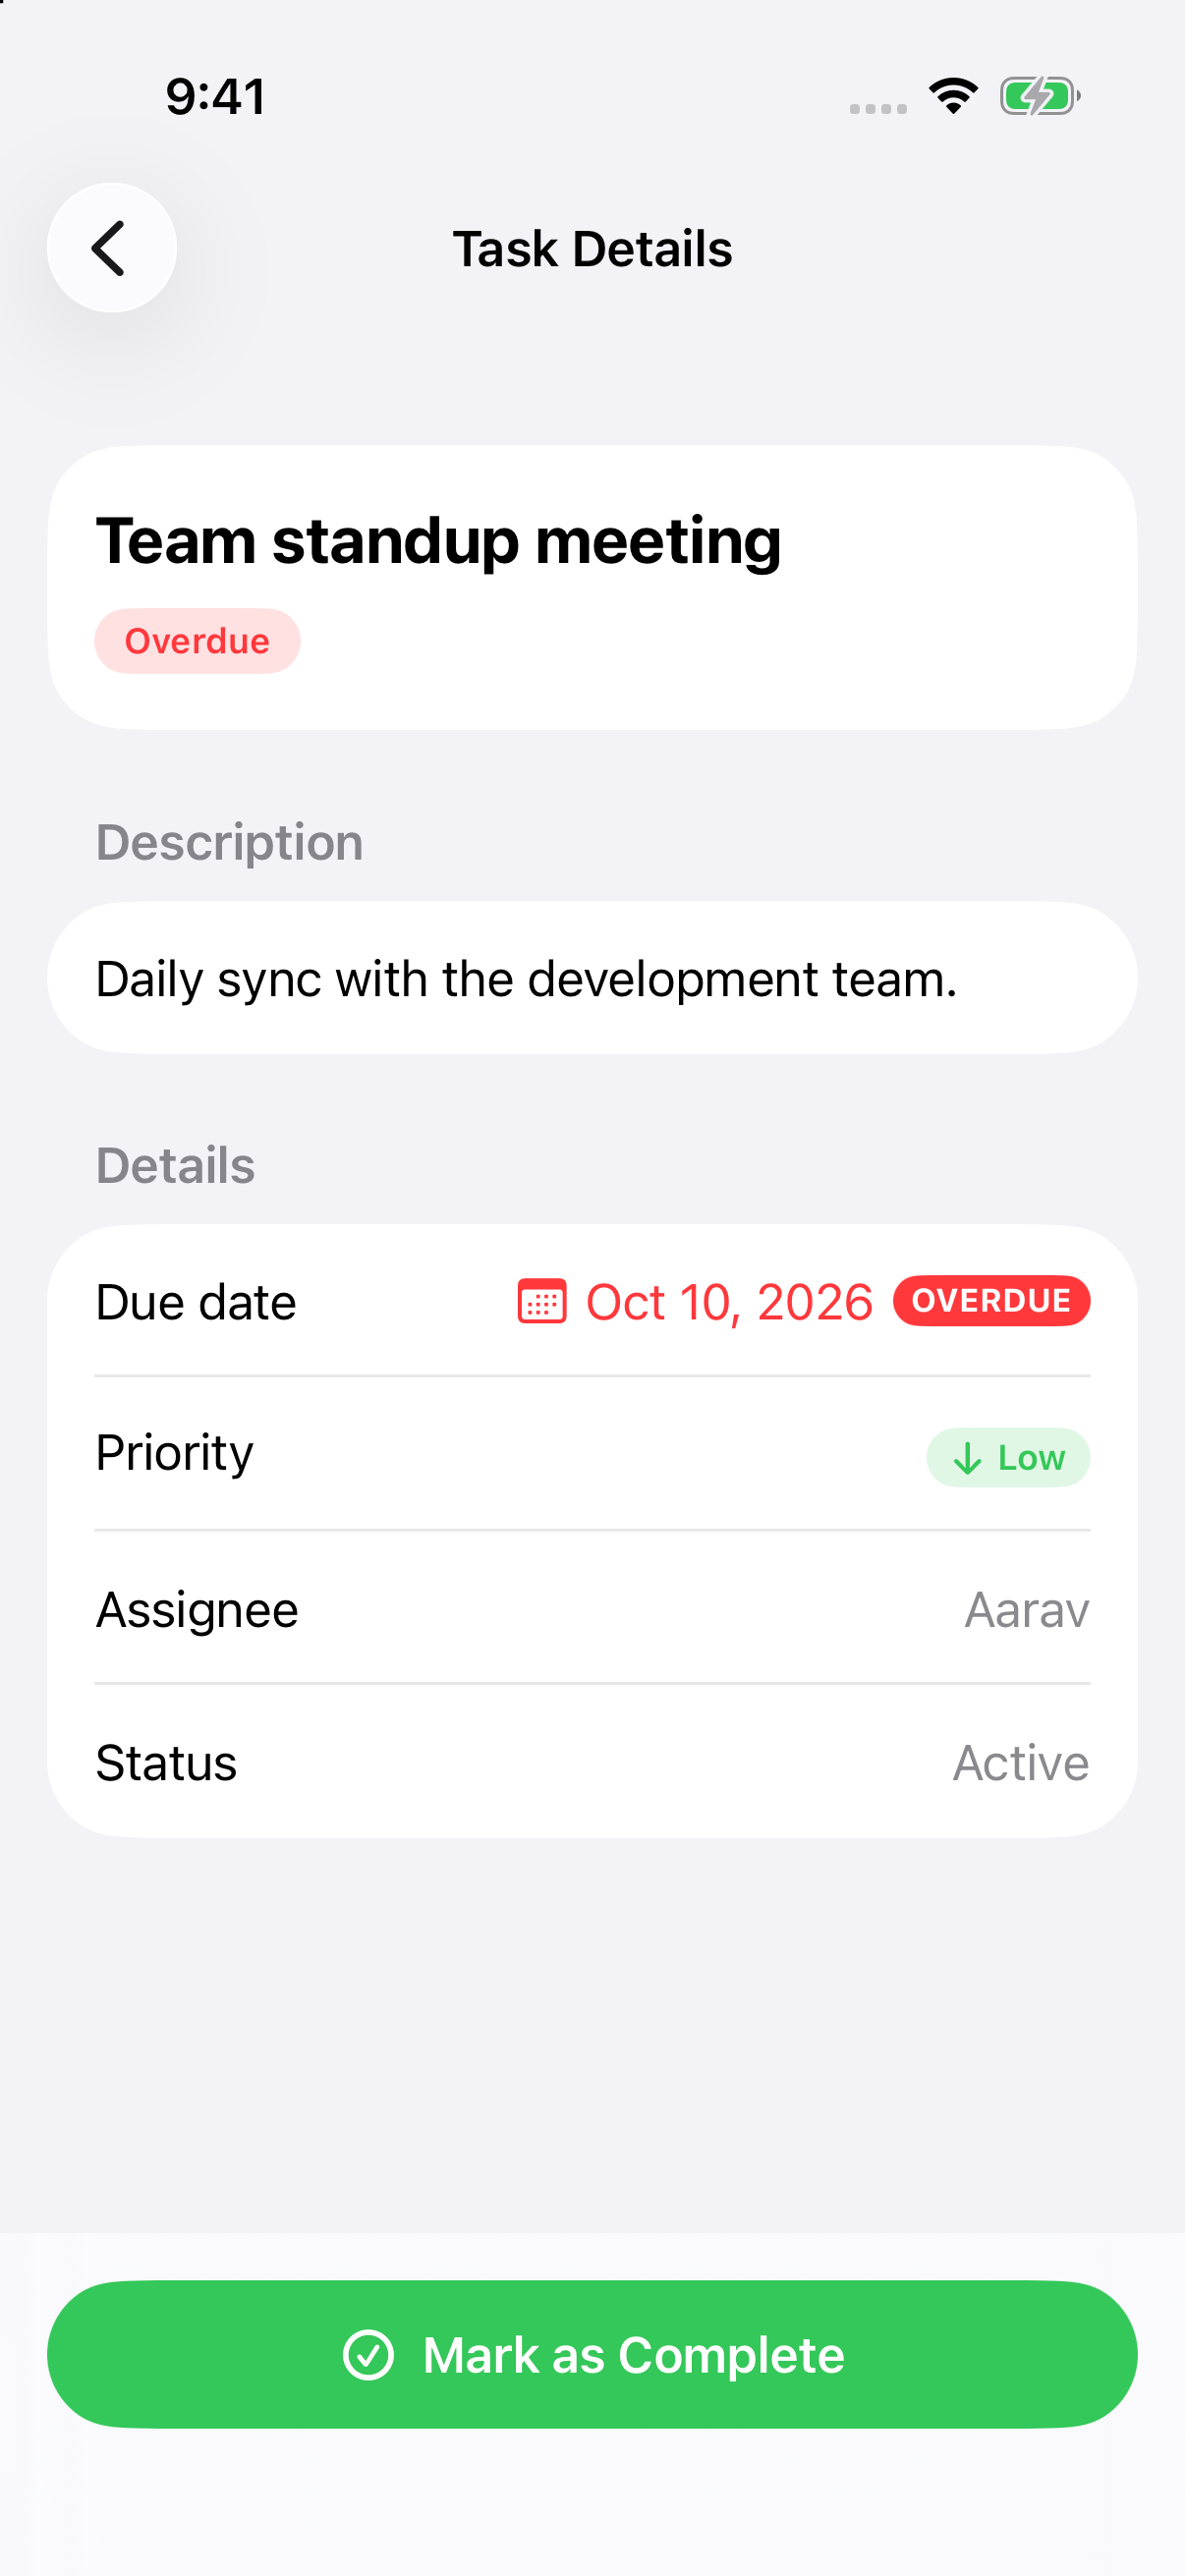 9:41
Task Details
Team standup meeting
Overdue
Description
Daily sync with the development team.
Details
Due date Oct 10, 2026 OVERDUE
Priority Low
Assignee Aarav
Status Active
Mark as Complete